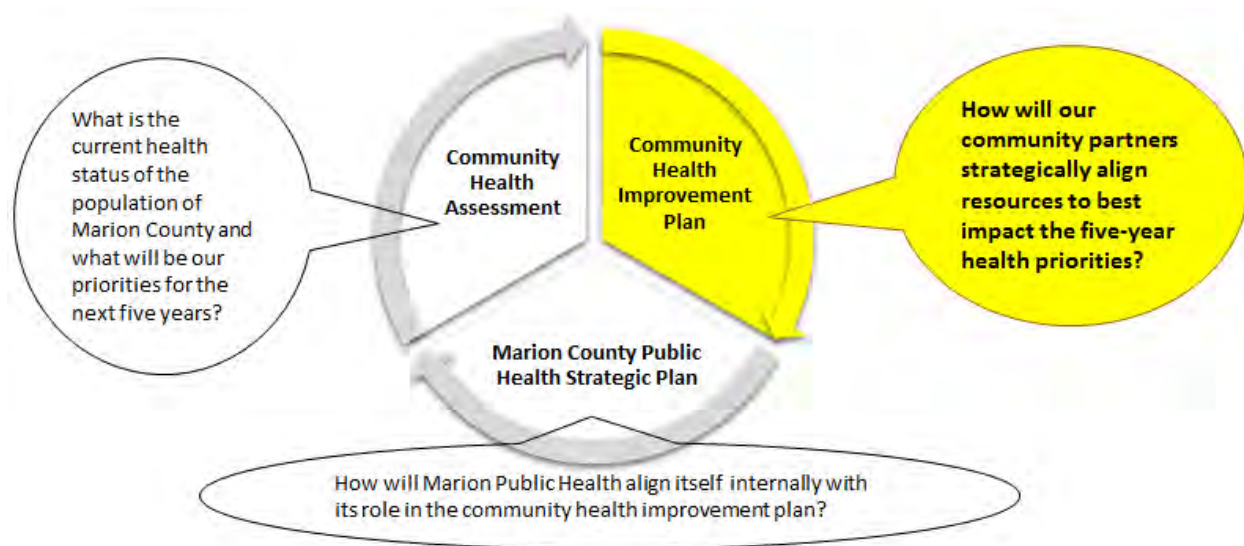 What is the
current health
status of the
population of
Marion County and
what will be our
priorities for the
next five years?
Community
Health
Assessment
Community
Health
Improvement
Plan
How will our
community partners
strategically align
resources to best
impact the five-year
health priorities?
Marion County Public
Health Strategic Plan
How will Marion Public Health align itself internally with
its role in the community health improvement plan?